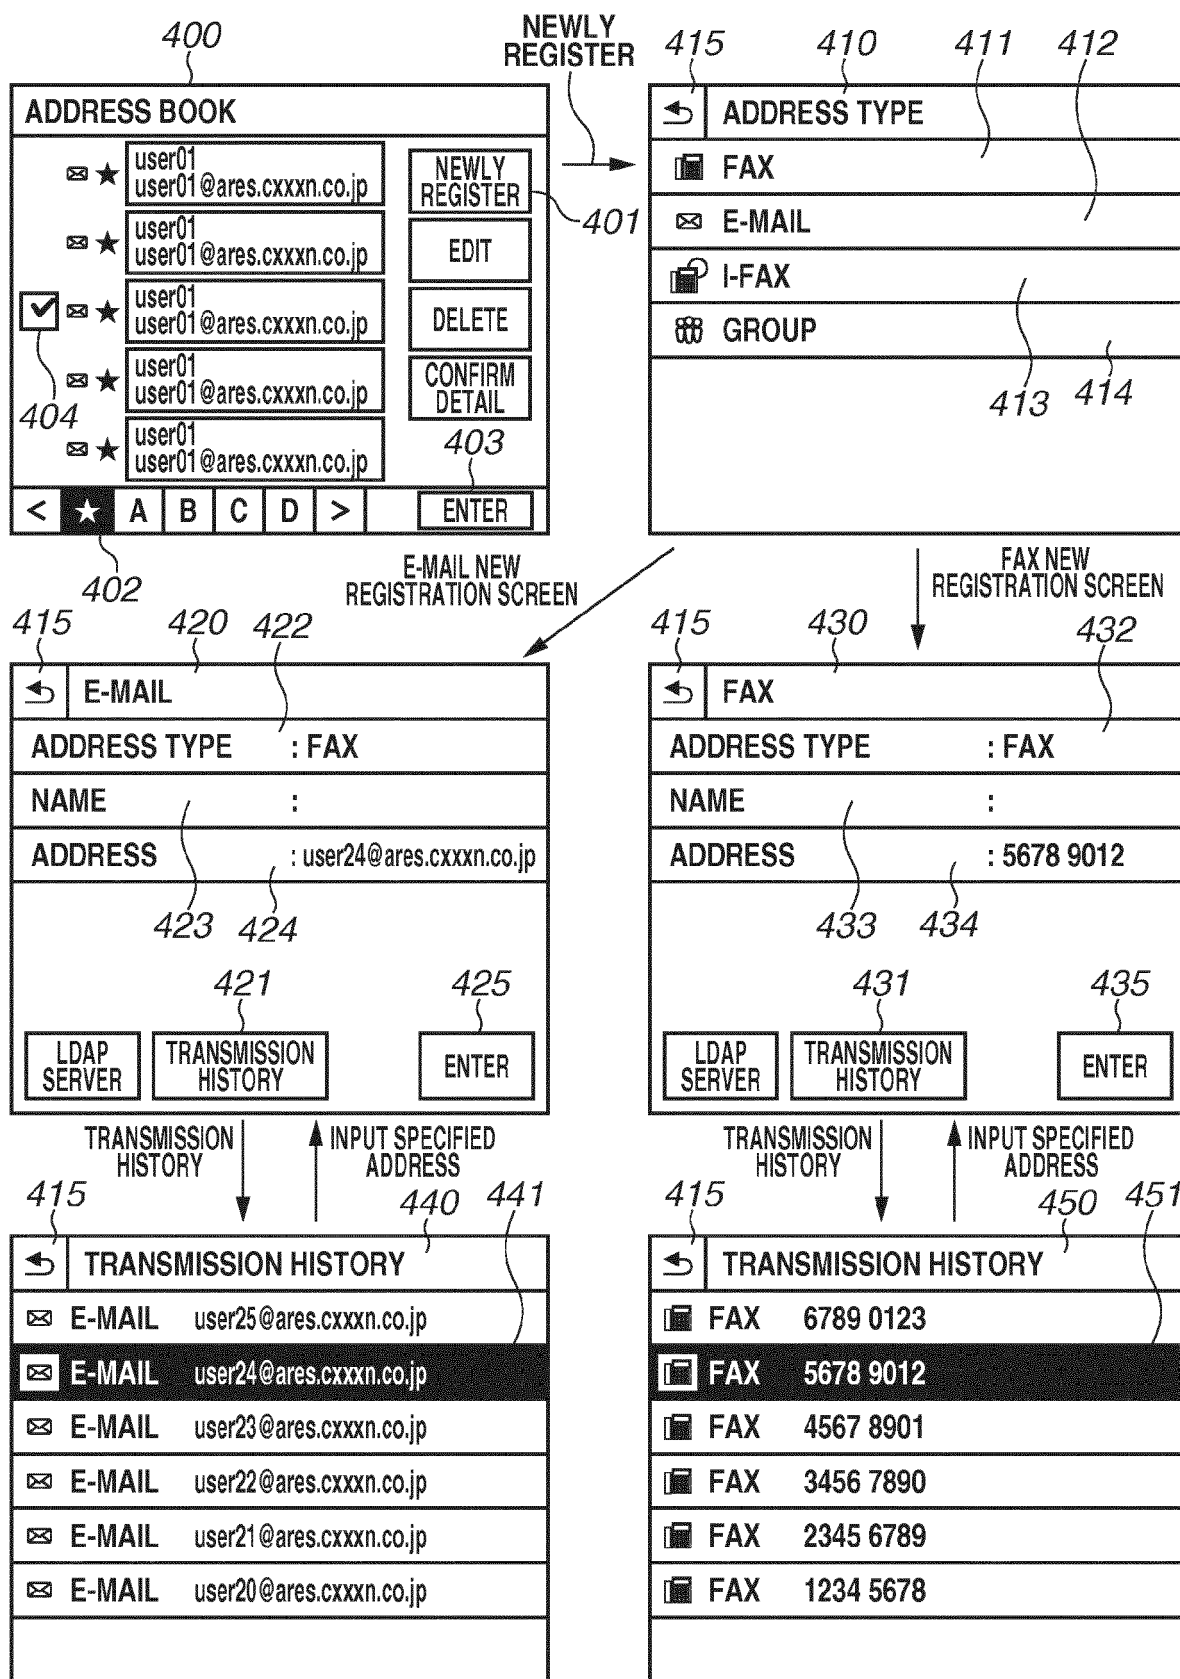 400
NEWLY
REGISTER
415
410
411
412
ADDRESS BOOK
user01
user01@ares.cxxxn.co.jp
user01
user01@ares.cxxxn.co.jp
user01
user01@ares.cxxxn.co.jp
user01
user01@ares.cxxxn.co.jp
user01
user01@ares.cxxxn.co.jp
NEWLY
REGISTER
401
EDIT
DELETE
CONFIRM
DETAIL
404
403
< ★ A B C D > ENTER
402
ADDRESS TYPE
FAX
E-MAIL
I-FAX
GROUP
413
414
E-MAIL NEW
REGISTRATION SCREEN
FAX NEW
REGISTRATION SCREEN
415
420
422
E-MAIL
ADDRESS TYPE : FAX
NAME :
ADDRESS : user24@ares.cxxxn.co.jp
423
424
421
425
LDAP
SERVER
TRANSMISSION
HISTORY
ENTER
415
430
432
FAX
ADDRESS TYPE : FAX
NAME :
ADDRESS : 5678 9012
433
434
431
435
LDAP
SERVER
TRANSMISSION
HISTORY
ENTER
TRANSMISSION
HISTORY
INPUT SPECIFIED
ADDRESS
TRANSMISSION
HISTORY
INPUT SPECIFIED
ADDRESS
415
440
441
TRANSMISSION HISTORY
E-MAIL user25@ares.cxxxn.co.jp
E-MAIL user24@ares.cxxxn.co.jp
E-MAIL user23@ares.cxxxn.co.jp
E-MAIL user22@ares.cxxxn.co.jp
E-MAIL user21@ares.cxxxn.co.jp
E-MAIL user20@ares.cxxxn.co.jp
415
450
451
TRANSMISSION HISTORY
FAX 6789 0123
FAX 5678 9012
FAX 4567 8901
FAX 3456 7890
FAX 2345 6789
FAX 1234 5678